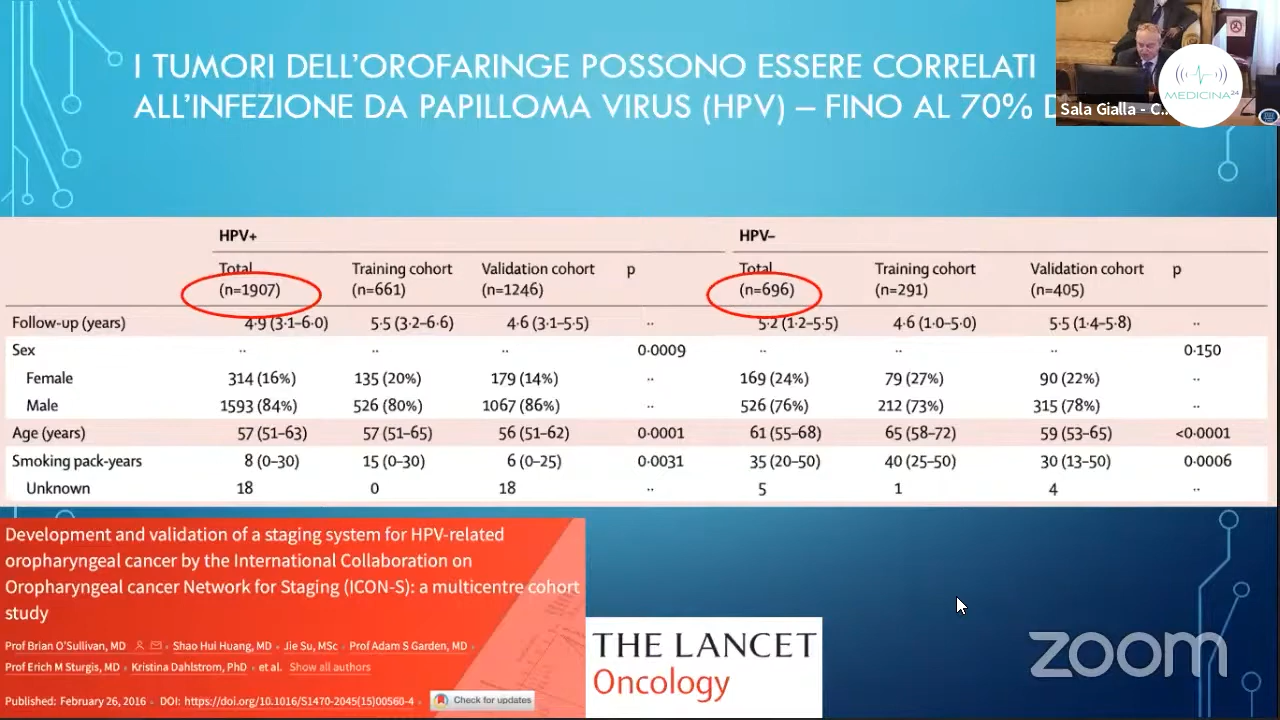 I TUMORI DELL'OROFARINGE POSSONO ESSERE CORRELATI
ALL'INFEZIONE DA PAPILLOMA VIRUS (HPV) – FINO AL 70% D
Sala Gialla - C...
MEDICINA24
HPV+ HPV–
Total Training cohort Validation cohort p Total Training cohort Validation cohort p
(n=1907) (n=661) (n=1246) (n=696) (n=291) (n=405)
Follow-up (years) 4·9 (3·1–6·0) 5·5 (3·2–6·6) 4·6 (3·1–5·5) ·· 5·2 (1·2–5·5) 4·6 (1·0–5·0) 5·5 (1·4–5·8) ··
Sex ·· ·· ·· 0·0009 ·· ·· ·· 0·150
Female 314 (16%) 135 (20%) 179 (14%) ·· 169 (24%) 79 (27%) 90 (22%) ··
Male 1593 (84%) 526 (80%) 1067 (86%) ·· 526 (76%) 212 (73%) 315 (78%) ··
Age (years) 57 (51–63) 57 (51–65) 56 (51–62) 0·0001 61 (55–68) 65 (58–72) 59 (53–65) <0·0001
Smoking pack-years 8 (0–30) 15 (0–30) 6 (0–25) 0·0031 35 (20–50) 40 (25–50) 30 (13–50) 0·0006
Unknown 18 0 18 ·· 5 1 4 ··
Development and validation of a staging system for HPV-related
oropharyngeal cancer by the International Collaboration on
Oropharyngeal cancer Network for Staging (ICON-S): a multicentre cohort
study
Prof Brian O'Sullivan, MD • Shao Hui Huang, MD • Jie Su, MSc • Prof Adam S Garden, MD •
Prof Erich M Sturgis, MD • Kristina Dahlstrom, PhD • et al. Show all authors
Published: February 26, 2016 • DOI: https://doi.org/10.1016/S1470-2045(15)00560-4 • Check for updates
THE LANCET
Oncology
zoom